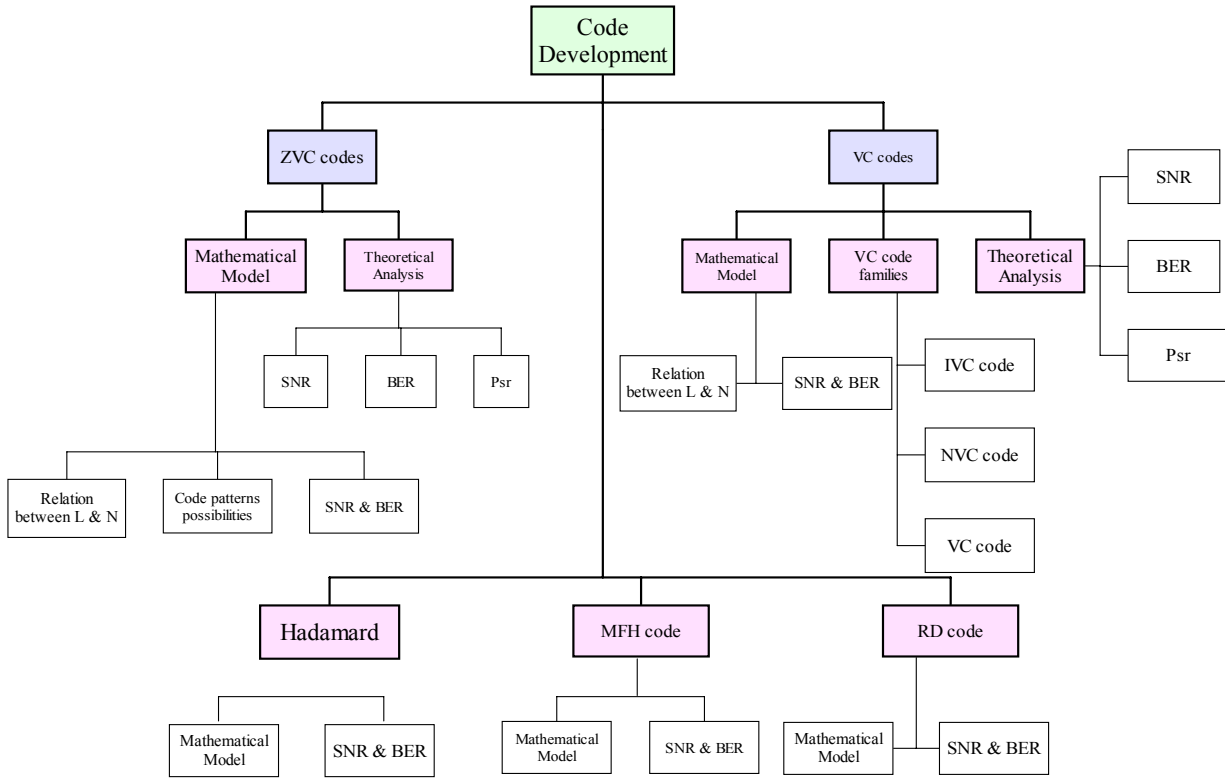 Code
Development
ZVC codes
VC codes
SNR
Mathematical
Model
Theoretical
Analysis
Mathematical
Model
VC code
families
Theoretical
Analysis
BER
SNR
BER
Psr
Relation
between L & N
SNR & BER
IVC code
Psr
NVC code
Relation
between L & N
Code patterns
possibilities
SNR & BER
VC code
Hadamard
MFH code
RD code
Mathematical
Model
SNR & BER
Mathematical
Model
SNR & BER
Mathematical
Model
SNR & BER